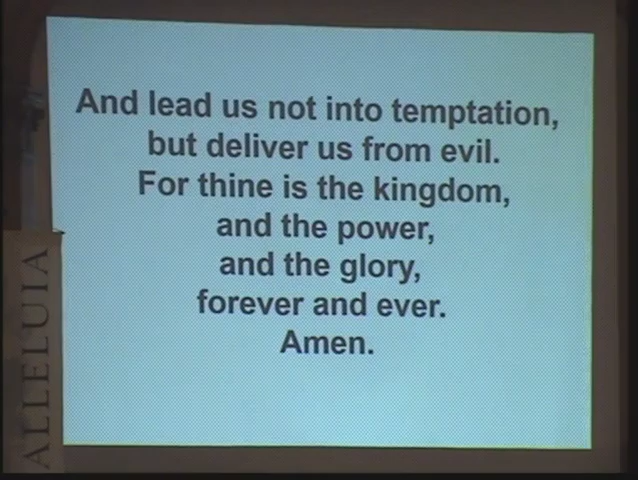 And lead us not into temptation,
but deliver us from evil.
For thine is the kingdom,
and the power,
and the glory,
forever and ever.
Amen.
ALLELUIA